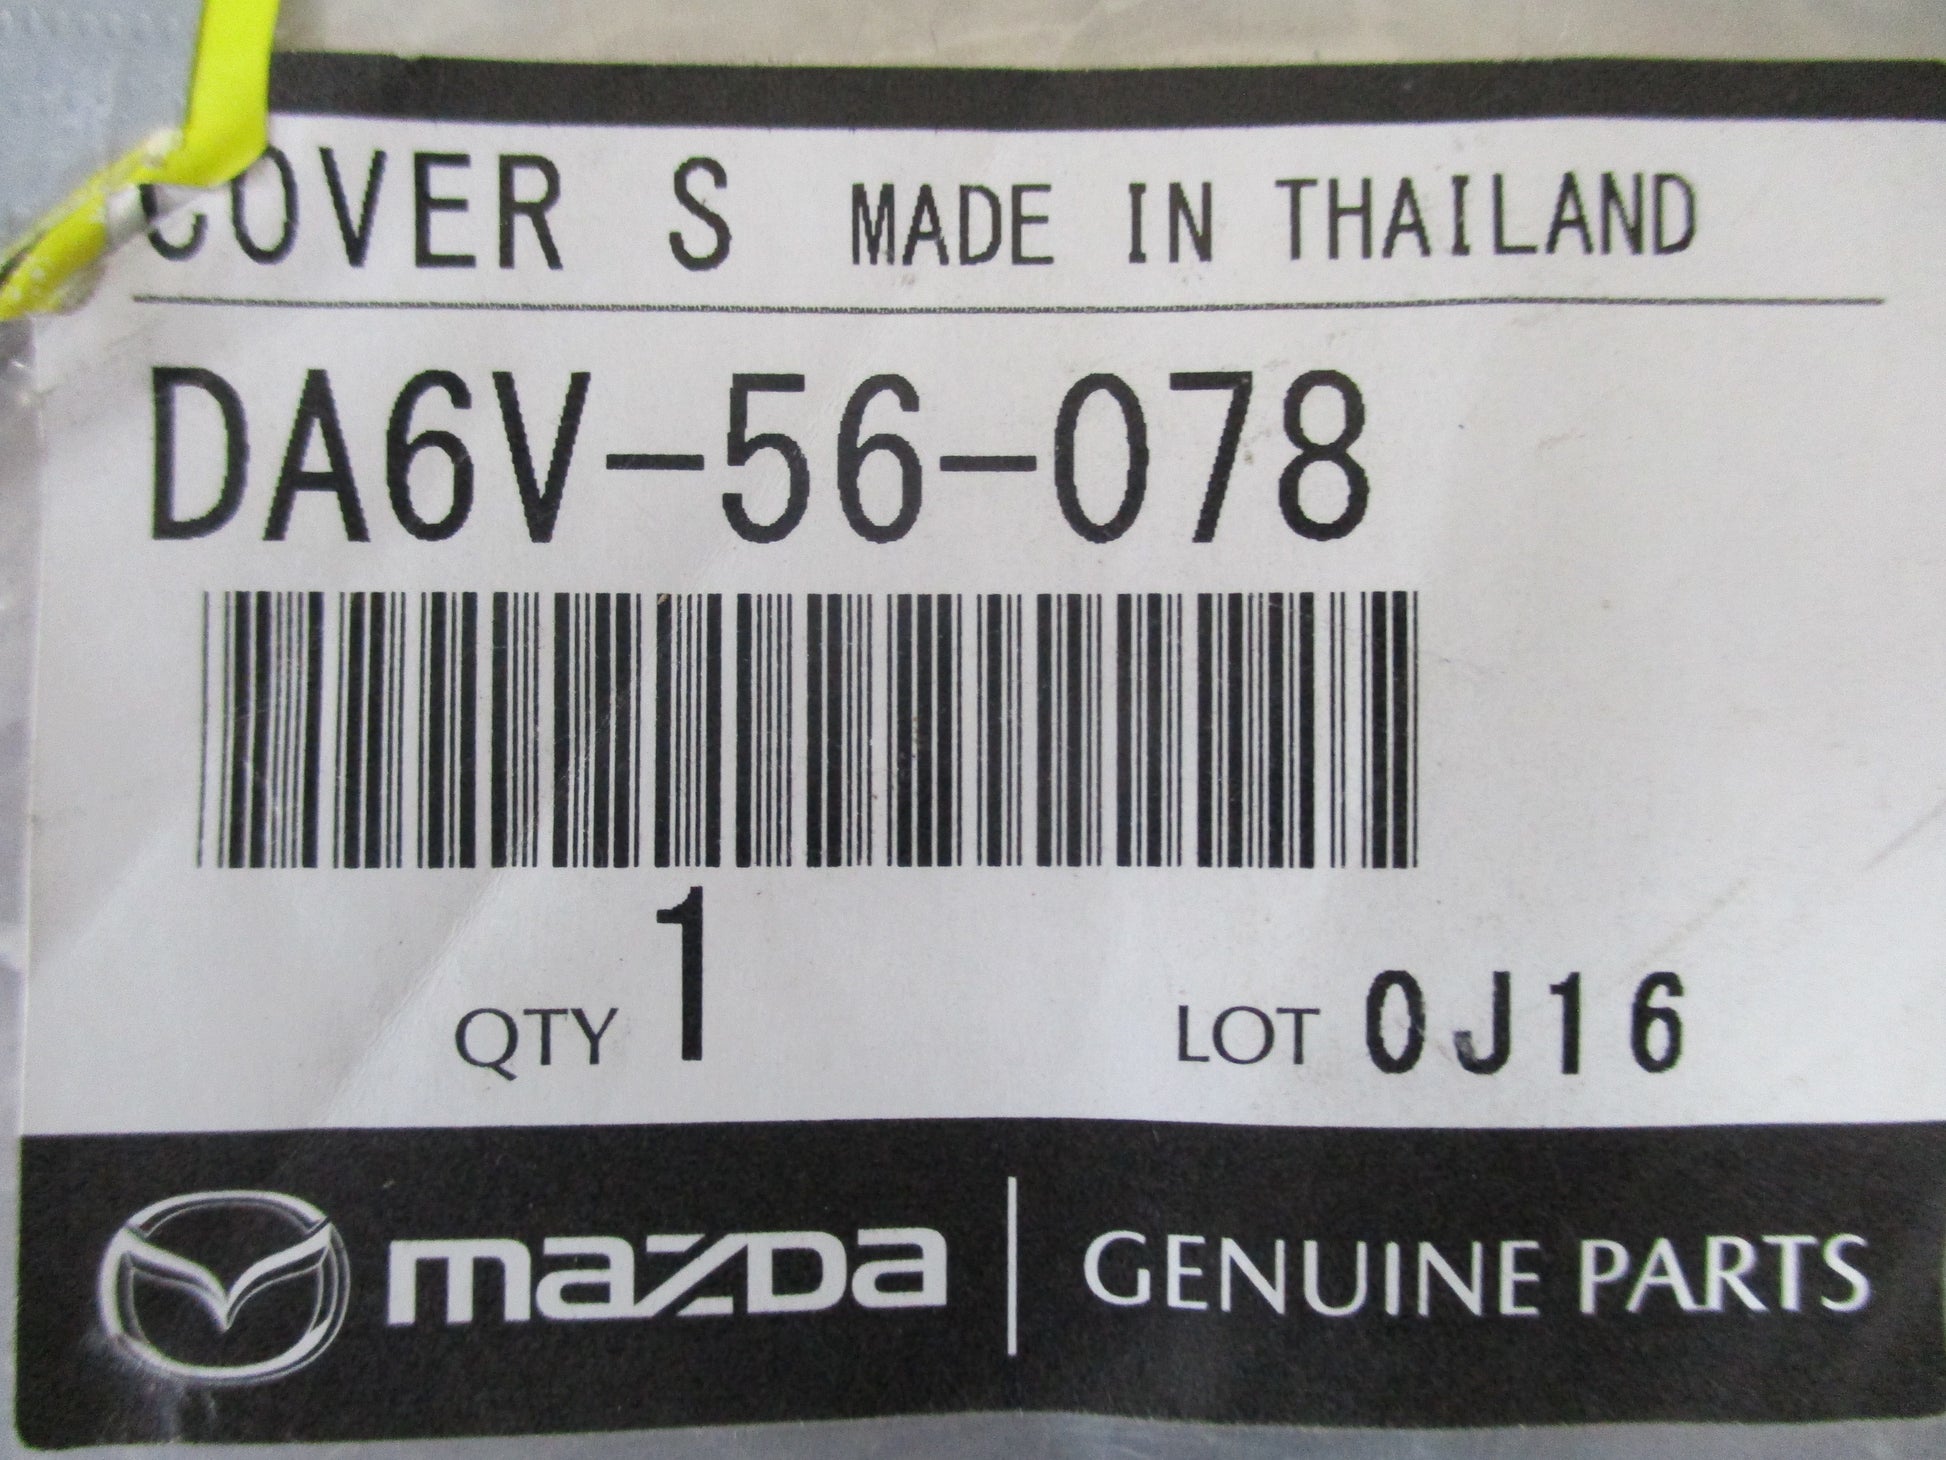 COVER S MADE IN THAILAND
DA6V-56-078
QTY 1 LOT 0J16
mazda GENUINE PARTS